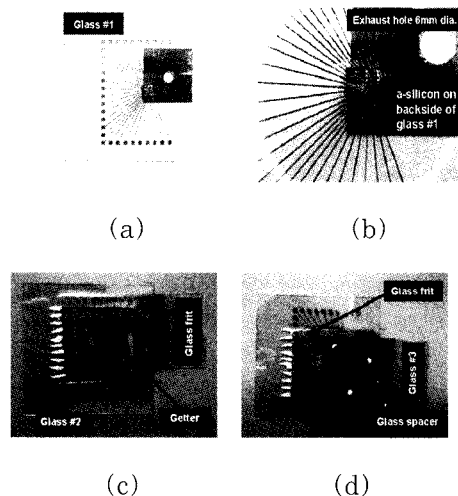 Glass #1
Exhaust hole 6mm dia.
a-silicon on
backside of
glass #1
(a)
(b)
Glass frit
Glass #2
Getter
Glass frit
Glass #3
Glass spacer
(c)
(d)